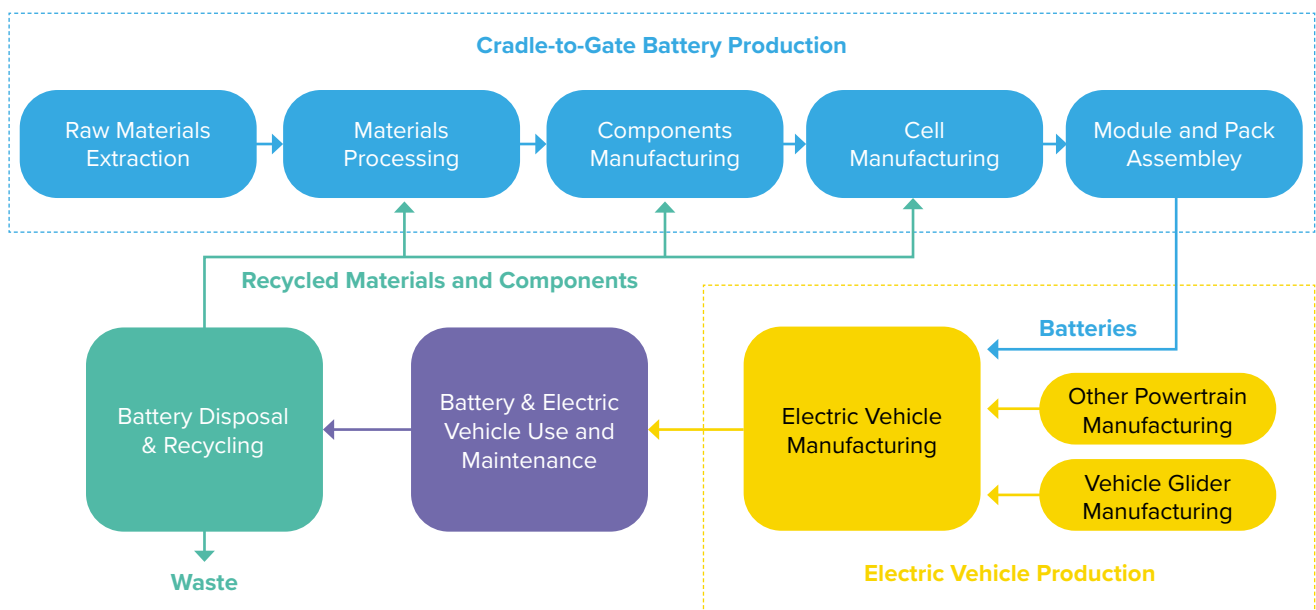 Cradle-to-Gate Battery Production
Raw Materials
Extraction
Materials
Processing
Components
Manufacturing
Cell
Manufacturing
Module and Pack
Assembley
Recycled Materials and Components
Batteries
Battery Disposal
& Recycling
Battery & Electric
Vehicle Use and
Maintenance
Electric Vehicle
Manufacturing
Other Powertrain
Manufacturing
Vehicle Glider
Manufacturing
Waste
Electric Vehicle Production